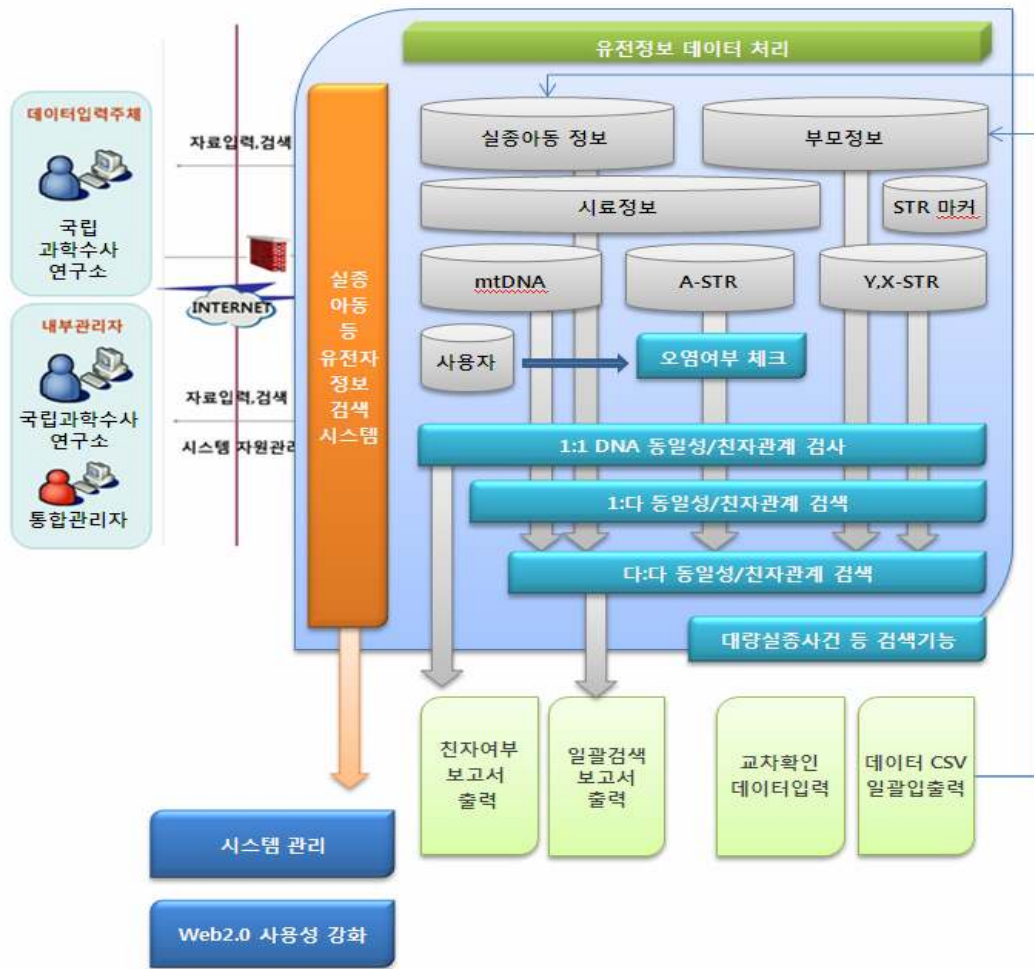 유전정보 데이터 처리
데이터입력주체
국립
과학수사
연구소
내부관리자
국립과학수사
연구소
통합관리자
자료입력,검색
INTERNET
자료입력,검색
시스템 자원관리
실종
아동
등
유전자
정보
검색
시스템
실종아동 정보
부모정보
시료정보
STR 마커
mtDNA
A-STR
Y,X-STR
사용자
오염여부 체크
1:1 DNA 동일성/친자관계 검사
1:다 동일성/친자관계 검색
다:다 동일성/친자관계 검색
대량실종사건 등 검색기능
친자여부
보고서
출력
일괄검색
보고서
출력
교차확인
데이터입력
데이터 CSV
일괄입출력
시스템 관리
Web2.0 사용성 강화